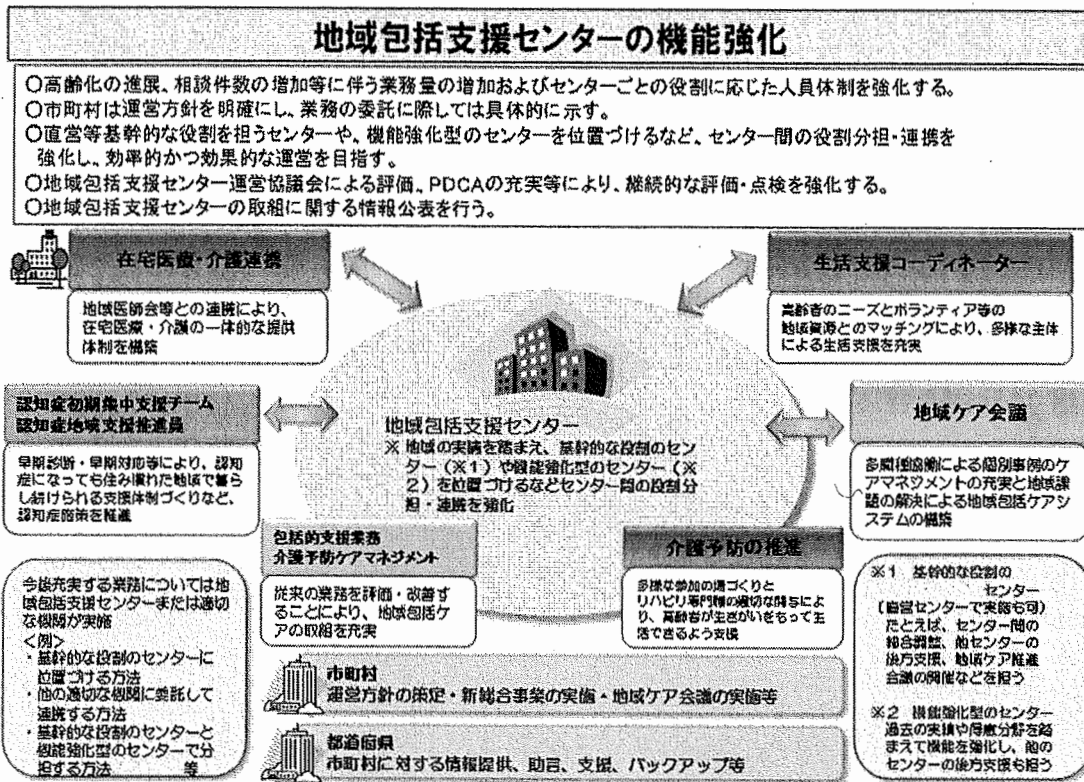 地域包括支援センターの機能強化
○高齢化の進展、相談件数の増加等に伴う業務量の増加およびセンターごとの役割に応じた人員体制を強化する。
○市町村は運営方針を明確にし、業務の委託に際しては具体的に示す。
○直営等基幹的な役割を担うセンターや、機能強化型のセンターを位置づけるなど、センター間の役割分担・連携を
強化し、効率的かつ効果的な運営を目指す。
○地域包括支援センター運営協議会による評価、PDCAの充実等により、継続的な評価・点検を強化する。
○地域包括支援センターの取組に関する情報公表を行う。
在宅医療・介護連携
地域医師会等との連携により、
在宅医療・介護の一体的な提供
体制を構築
生活支援コーディネーター
高齢者のニーズとボランティア等の
地域資源とのマッチングにより、多様な主体
による生活支援を充実
認知症初期集中支援チーム
認知症地域支援推進員
早期診断・早期対応等により、認知
症になっても住み慣れた地域で暮ら
し続けられる支援体制づくりなど、
認知症施策を推進
地域包括支援センター
※ 地域の実情を踏まえ、基幹的な役割のセン
ター（※1）や機能強化型のセンター（※
2）を位置づけるなどセンター間の役割分
担・連携を強化
地域ケア会議
多職種協働による個別事例のケ
アマネジメントの充実と地域課
題の解決による地域包括ケアシ
ステムの構築
包括的支援業務
介護予防ケアマネジメント
従来の業務を評価・改善す
ることにより、地域包括ケ
アの取組を充実
介護予防の推進
多様な参加の場づくりと
リハビリ専門職の適切な関与によ
り、高齢者が生きがいをもって生
活できるよう支援
今後充実する業務については地
域包括支援センターまたは適切
な機関が実施
<例>
・基幹的な役割のセンターに
位置づける方法
・他の適切な機関に委託して
連携する方法
・基幹的な役割のセンターと
機能強化型のセンターで分
担する方法 等
市町村
運営方針の策定・新総合事業の実施・地域ケア会議の実施等
都道府県
市町村に対する情報提供、助言、支援、バックアップ等
※1 基幹的な役割の
センター
（直営センターで実施も可）
たとえば、センター間の
総合調整、他センターの
後方支援、地域ケア推進
会議の開催などを担う
※2 機能強化型のセンター
過去の実績や得意分野を踏
まえて機能を強化し、他の
センターの後方支援も担う